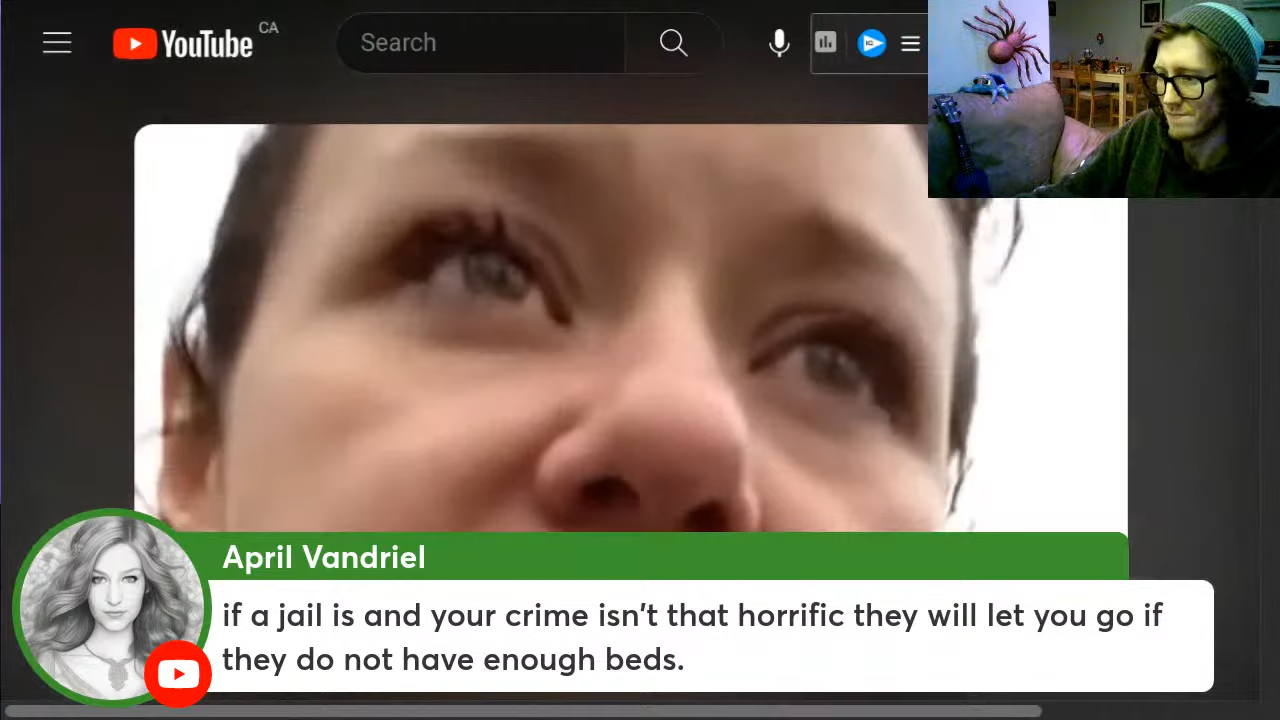 YouTube CA
Search
IQ
April Vandriel
if a jail is and your crime isn't that horrific they will let you go if
they do not have enough beds.